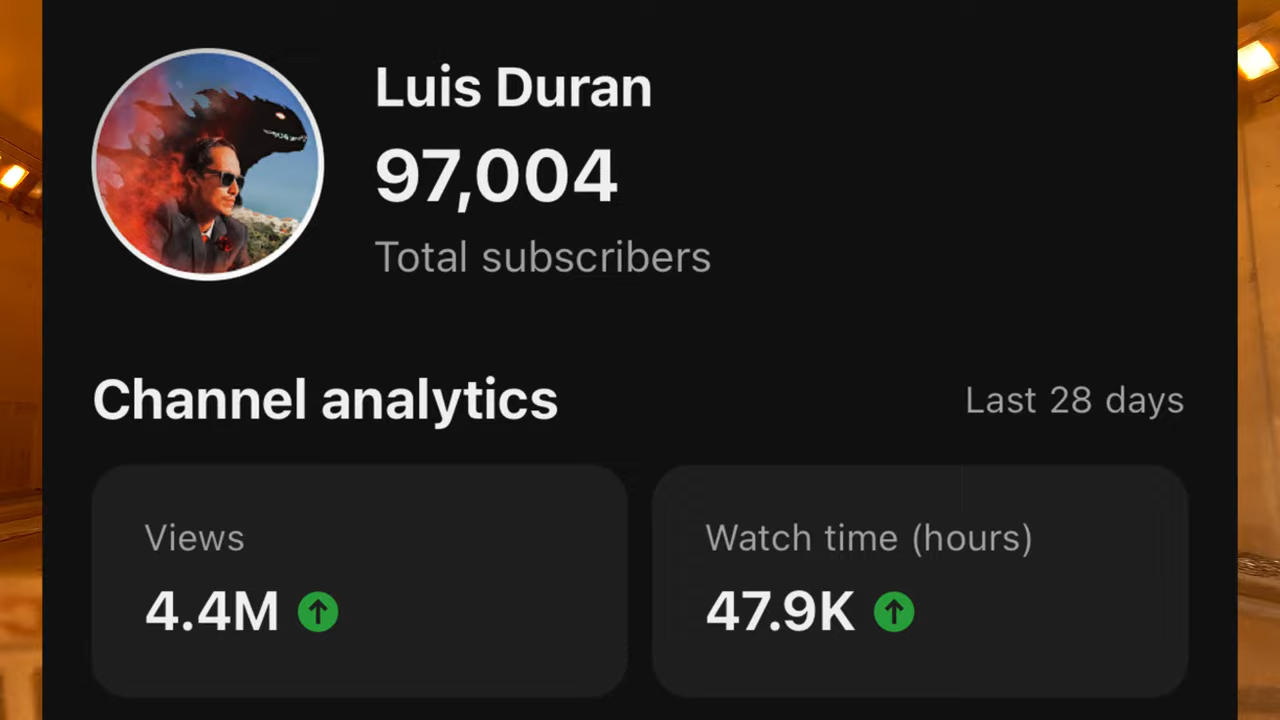 Luis Duran
97,004
Total subscribers
Channel analytics
Last 28 days
Views
Watch time (hours)
4.4M
47.9K